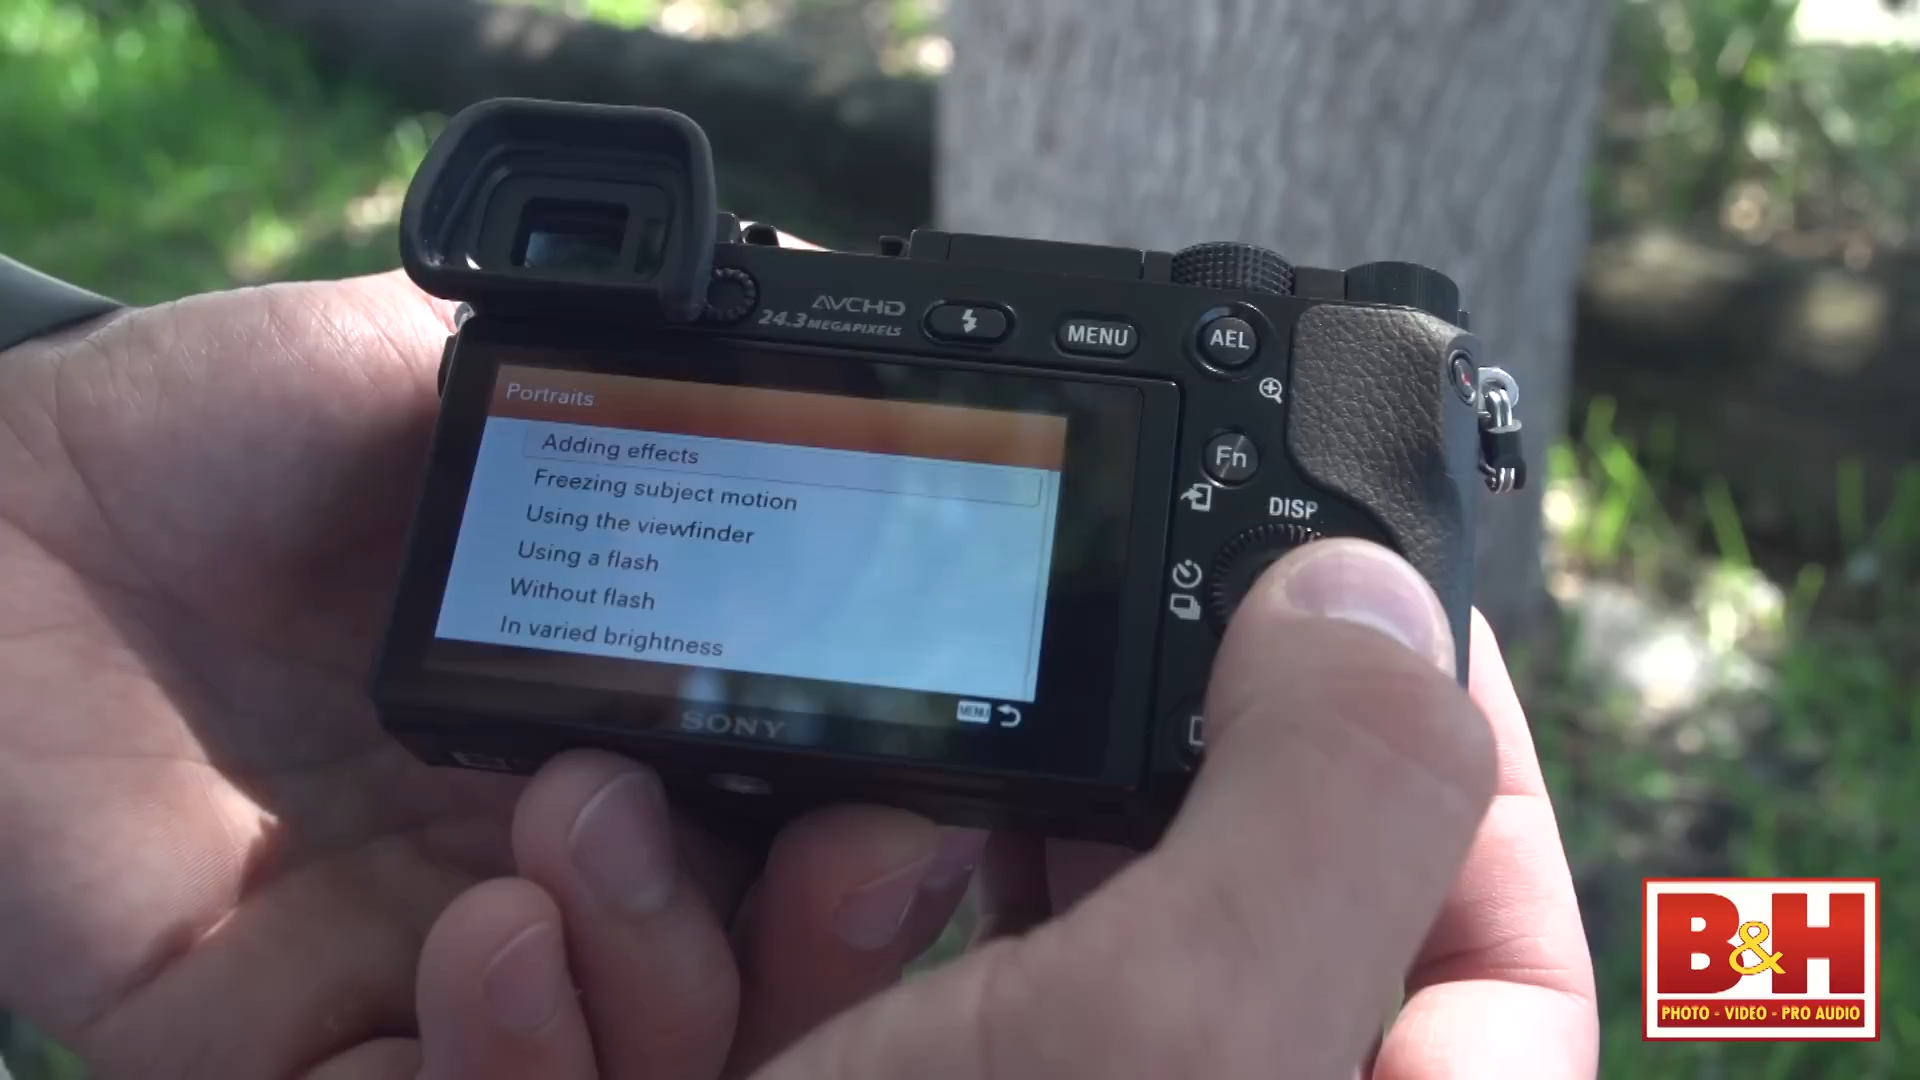 AVCHD
24.3 MEGAPIXELS
MENU
AEL
Fn
DISP
Portraits
Adding effects
Freezing subject motion
Using the viewfinder
Using a flash
Without flash
In varied brightness
MENU
SONY
B&H
PHOTO - VIDEO - PRO AUDIO